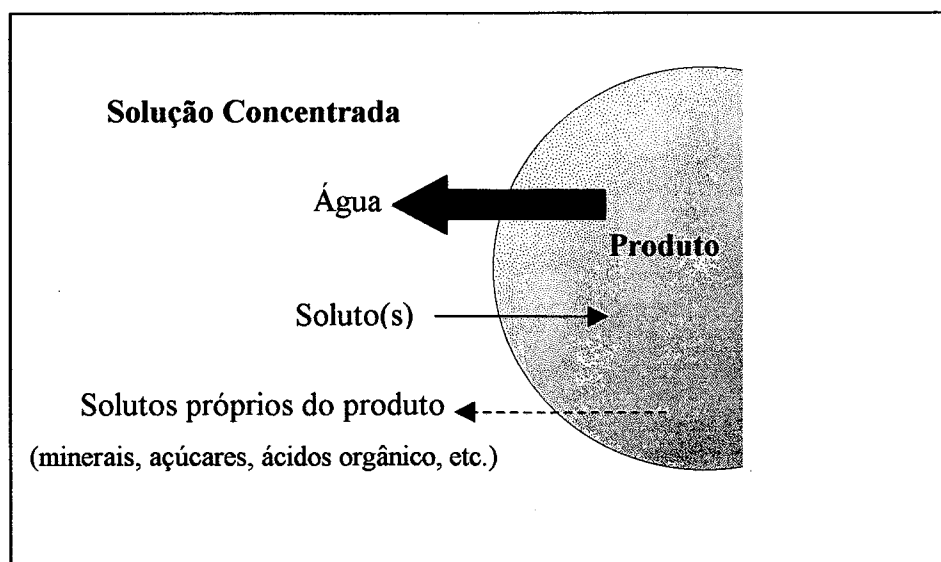 Solução Concentrada
Água
Produto
Soluto(s)
Solutos próprios do produto
(minerais, açúcares, ácidos orgânico, etc.)